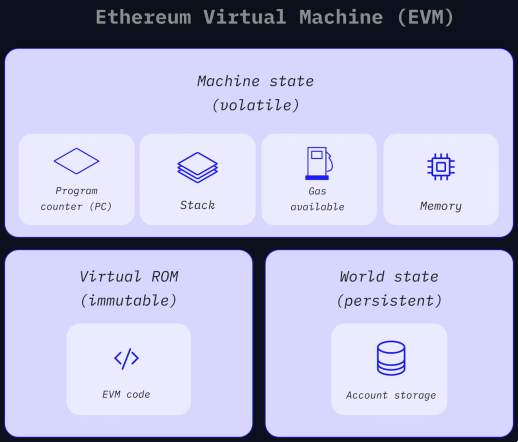 Ethereum Virtual Machine (EVM)
Machine state
(volatile)
Program
counter (PC)
Stack
Gas
available
Memory
Virtual ROM
(immutable)
EVM code
World state
(persistent)
Account storage